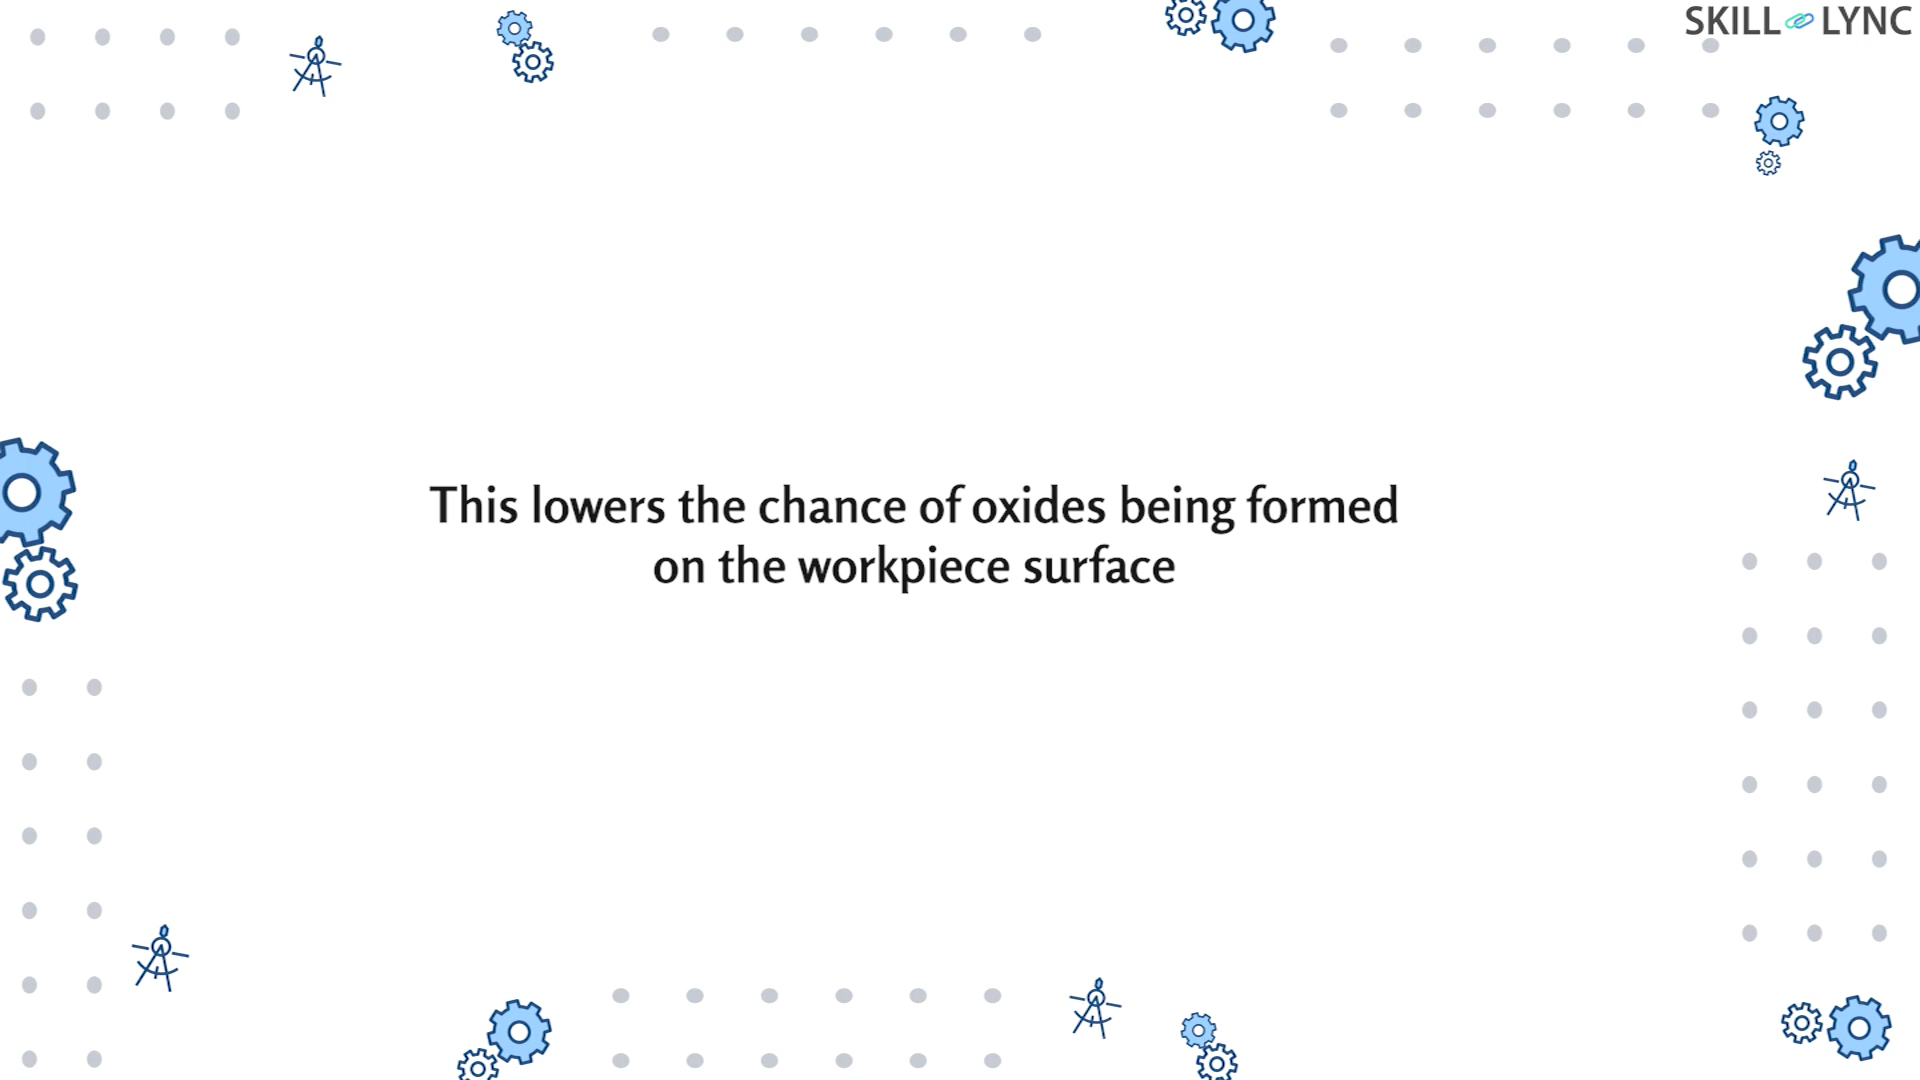 SKILL LYNC
This lowers the chance of oxides being formed
on the workpiece surface